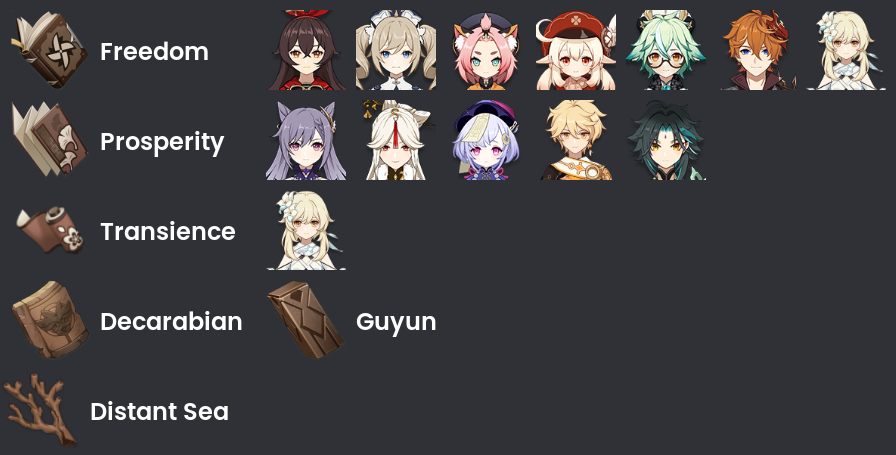 Freedom
Prosperity
Transience
Decarabian
Guyun
Distant Sea